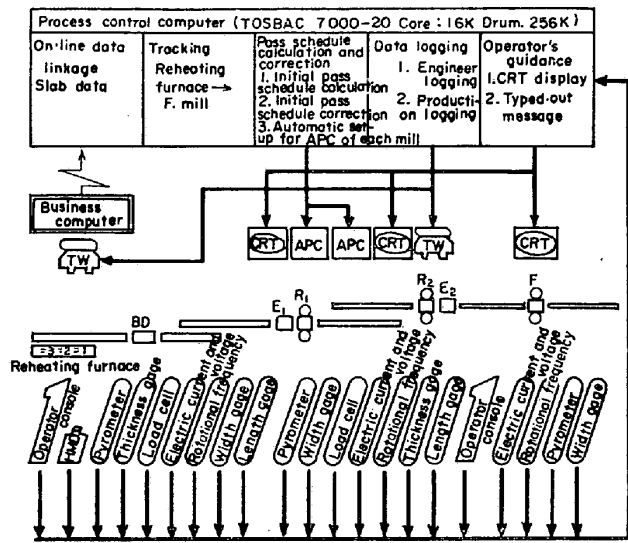 Process control computer (TOSBAC 7000-20 Core : 16K Drum. 256K)
On-line data
linkage
Slab data
Tracking
Reheating
furnace→
F. mill
Pass schedule
calculation and
correction
1. Initial pass
schedule calculation
2. Initial pass
schedule correction
3. Automatic set-
up for APC of each mill
Data logging
1. Engineer
logging
2. Producti-
on logging
Operator's
guidance
1. CRT display
2. Typed-out
message
Business
computer
TW
CRT
APC
APC
CRT
TW
CRT
BD
E1
R1
R2
E2
F
=3=2=1
Reheating furnace
Operator console
HMDs
Pyrometer
Thickness gage
Load cell
Electric current and voltage
Rotational frequency
Width gage
Length gage
Pyrometer
Width gage
Load cell
Electric current and voltage
Rotational frequency
Thickness gage
Length gage
Operator console
Electric current and voltage
Rotational frequency
Pyrometer
Width gage